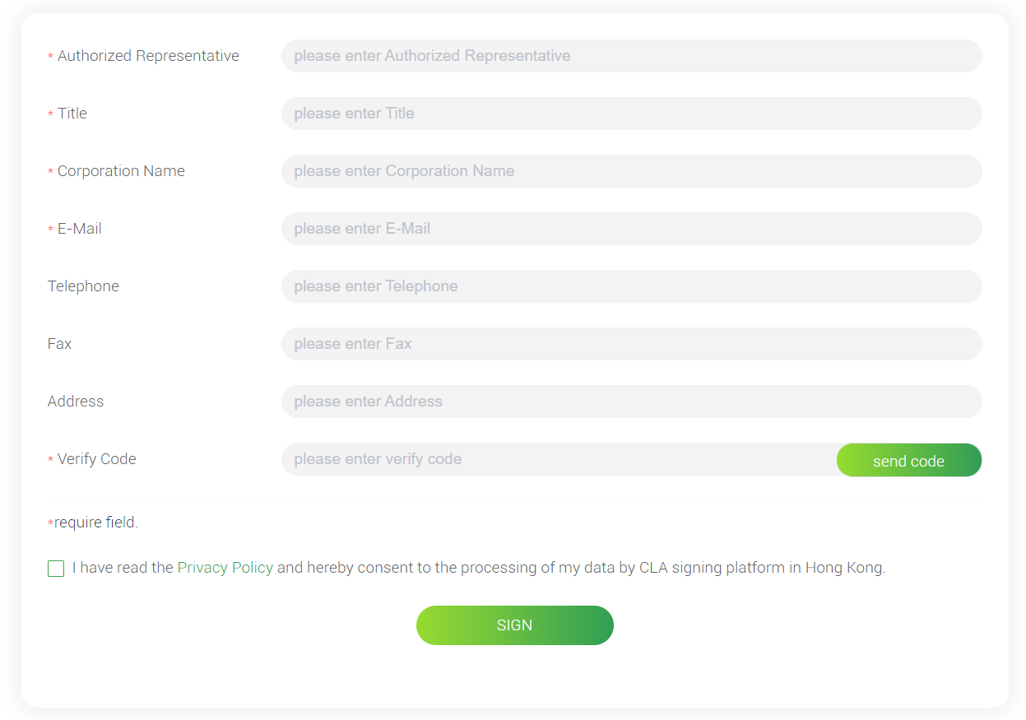 * Authorized Representative please enter Authorized Representative
* Title please enter Title
* Corporation Name please enter Corporation Name
* E-Mail please enter E-Mail
Telephone please enter Telephone
Fax please enter Fax
Address please enter Address
* Verify Code please enter verify code send code
*require field.
I have read the Privacy Policy and hereby consent to the processing of my data by CLA signing platform in Hong Kong.
SIGN